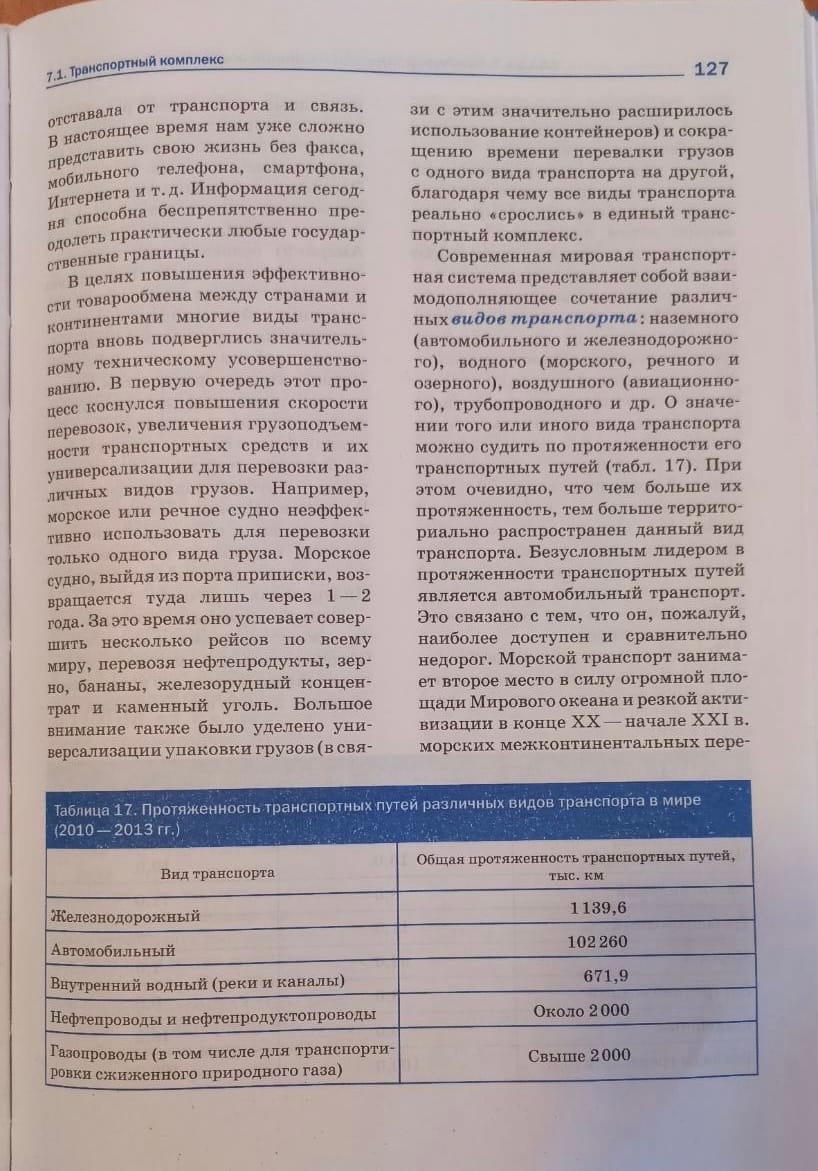 7.1. Транспортный комплекс
127
отставала от транспорта и связь.
В настоящее время нам уже сложно
представить свою жизнь без факса,
мобильного телефона, смартфона,
Интернета и т. д. Информация сегод-
ня способна беспрепятственно пре-
одолеть практически любые государ-
ственные границы.
В целях повышения эффективно-
сти товарообмена между странами и
континентами многие виды транс-
порта вновь подверглись значитель-
ному техническому усовершенство-
ванию. В первую очередь этот про-
цесс коснулся повышения скорости
перевозок, увеличения грузоподъем-
ности транспортных средств и их
универсализации для перевозки раз-
личных видов грузов. Например,
морское или речное судно неэффек-
тивно использовать для перевозки
только одного вида груза. Морское
судно, выйдя из порта приписки, воз-
вращается туда лишь через 1 — 2
года. За это время оно успевает совер-
шить несколько рейсов по всему
миру, перевозя нефтепродукты, зер-
но, бананы, железорудный концен-
трат и каменный уголь. Большое
внимание также было уделено уни-
версализации упаковки грузов (в свя-
зи с этим значительно расширилось
использование контейнеров) и сокра-
щению времени перевалки грузов
с одного вида транспорта на другой,
благодаря чему все виды транспорта
реально «срослись» в единый транс-
портный комплекс.
Современная мировая транспорт-
ная система представляет собой взаи-
модополняющее сочетание различ-
ных видов транспорта: наземного
(автомобильного и железнодорожно-
го), водного (морского, речного и
озерного), воздушного (авиационно-
го), трубопроводного и др. О значе-
нии того или иного вида транспорта
можно судить по протяженности его
транспортных путей (табл. 17). При
этом очевидно, что чем больше их
протяженность, тем больше террито-
риально распространен данный вид
транспорта. Безусловным лидером в
протяженности транспортных путей
является автомобильный транспорт.
Это связано с тем, что он, пожалуй,
наиболее доступен и сравнительно
недорог. Морской транспорт занима-
ет второе место в силу огромной пло-
щади Мирового океана и резкой акти-
визации в конце XX — начале XXI в.
морских межконтинентальных пере-
Таблица 17. Протяженность транспортных путей различных видов транспорта в мире
(2010 — 2013 гг.)
Вид транспорта
Общая протяженность транспортных путей,
тыс. км
Железнодорожный
1 139,6
Автомобильный
102 260
Внутренний водный (реки и каналы)
671,9
Нефтепроводы и нефтепродуктопроводы
Около 2 000
Газопроводы (в том числе для транспорти-
ровки сжиженного природного газа)
Свыше 2 000